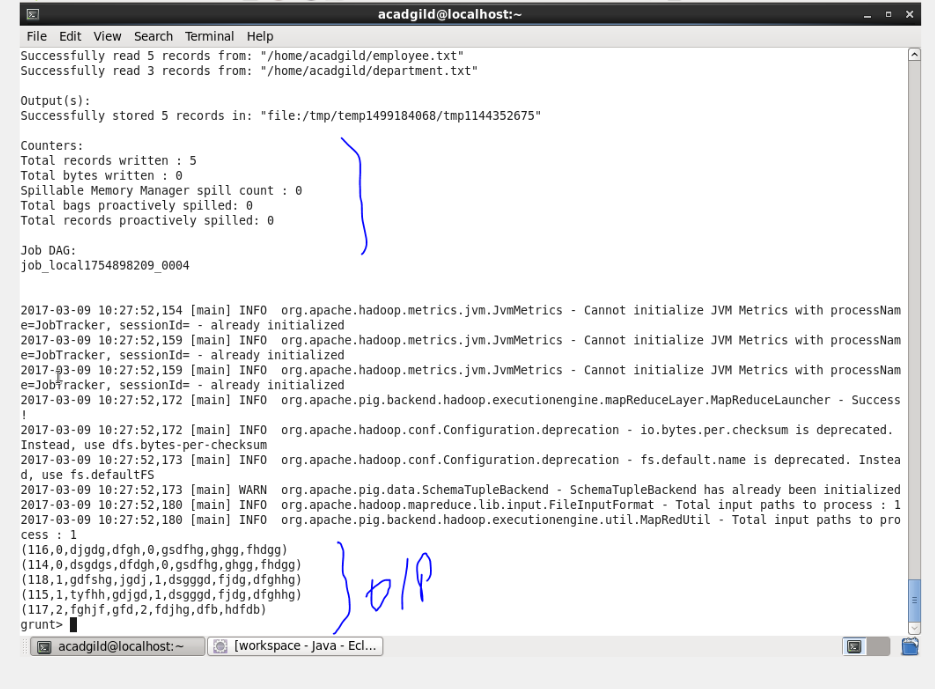 acadgild@localhost:~
File Edit View Search Terminal Help
Successfully read 5 records from: "/home/acadgild/employee.txt"
Successfully read 3 records from: "/home/acadgild/department.txt"
Output(s):
Successfully stored 5 records in: "file:/tmp/temp1499184068/tmp1144352675"
Counters:
Total records written : 5
Total bytes written : 0
Spillable Memory Manager spill count : 0
Total bags proactively spilled: 0
Total records proactively spilled: 0
Job DAG:
job_local1754898209_0004
2017-03-09 10:27:52,154 [main] INFO  org.apache.hadoop.metrics.jvm.JvmMetrics - Cannot initialize JVM Metrics with processNam
e=JobTracker, sessionId= - already initialized
2017-03-09 10:27:52,159 [main] INFO  org.apache.hadoop.metrics.jvm.JvmMetrics - Cannot initialize JVM Metrics with processNam
e=JobTracker, sessionId= - already initialized
2017-03-09 10:27:52,159 [main] INFO  org.apache.hadoop.metrics.jvm.JvmMetrics - Cannot initialize JVM Metrics with processNam
e=JobTracker, sessionId= - already initialized
2017-03-09 10:27:52,172 [main] INFO  org.apache.pig.backend.hadoop.executionengine.mapReduceLayer.MapReduceLauncher - Success
!
2017-03-09 10:27:52,172 [main] INFO  org.apache.hadoop.conf.Configuration.deprecation - io.bytes.per.checksum is deprecated.
Instead, use dfs.bytes-per-checksum
2017-03-09 10:27:52,173 [main] INFO  org.apache.hadoop.conf.Configuration.deprecation - fs.default.name is deprecated. Instea
d, use fs.defaultFS
2017-03-09 10:27:52,173 [main] WARN  org.apache.pig.data.SchemaTupleBackend - SchemaTupleBackend has already been initialized
2017-03-09 10:27:52,180 [main] INFO  org.apache.hadoop.mapreduce.lib.input.FileInputFormat - Total input paths to process : 1
2017-03-09 10:27:52,180 [main] INFO  org.apache.pig.backend.hadoop.executionengine.util.MapRedUtil - Total input paths to pro
cess : 1
(116,0,djgdg,dfgh,0,gsdfhg,ghgg,fhdgg)
(114,0,dsgdgs,dfdgh,0,gsdfhg,ghgg,fhdgg)
(118,1,gdfshg,jgdj,1,dsgggd,fjdg,dfghhg)
(115,1,tyfhh,gdjgd,1,dsgggd,fjdg,dfghhg)
(117,2,fghjf,gfd,2,fdjhg,dfb,hdfdb)
O/P
grunt>
acadgild@localhost:~ [workspace - Java - Ecl...